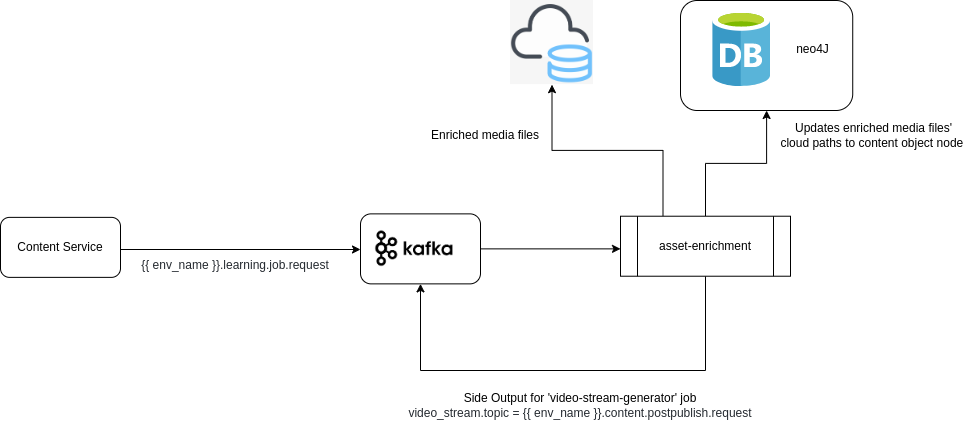 DB
neo4J
Enriched media files
Updates enriched media files'
cloud paths to content object node
Content Service
kafka
asset-enrichment
{{ env_name }}.learning.job.request
Side Output for 'video-stream-generator' job
video_stream.topic = {{ env_name }}.content.postpublish.request